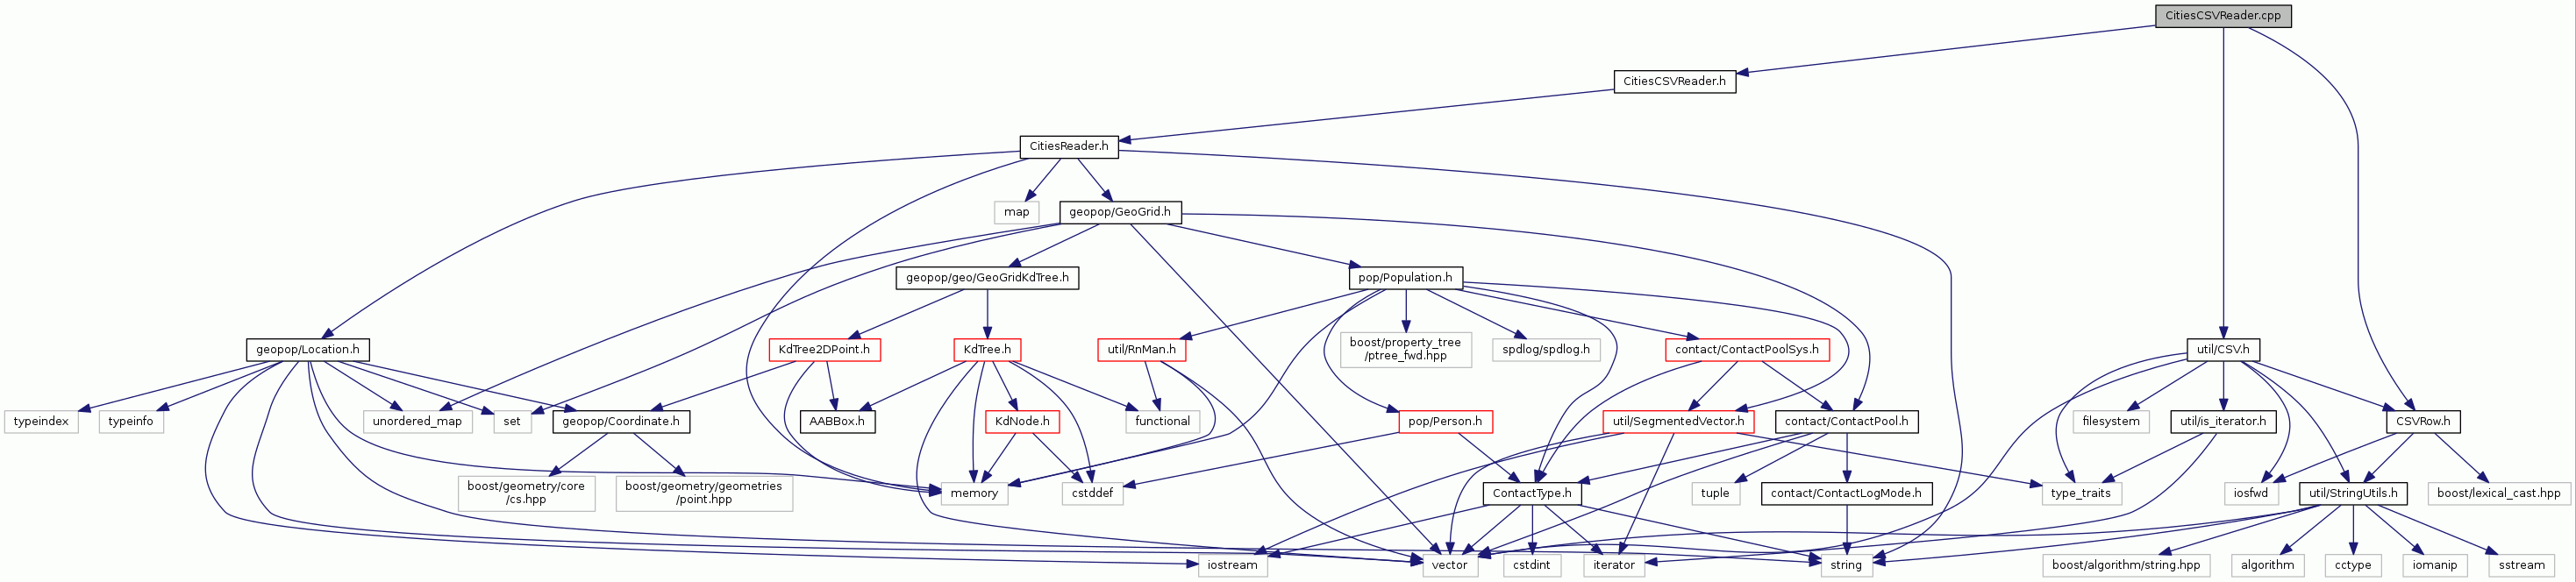 CitiesCSVReader.cpp
CitiesCSVReader.h
CitiesReader.h
map
geopop/GeoGrid.h
geopop/geo/GeoGridKdTree.h
pop/Population.h
geopop/Location.h
KdTree2DPoint.h
KdTree.h
util/RnMan.h
boost/property_tree
/ptree_fwd.hpp
spdlog/spdlog.h
contact/ContactPoolSys.h
util/CSV.h
typeindex
typeinfo
unordered_map
set
geopop/Coordinate.h
AABBox.h
KdNode.h
functional
pop/Person.h
util/SegmentedVector.h
contact/ContactPool.h
filesystem
util/is_iterator.h
CSVRow.h
boost/geometry/core
/cs.hpp
boost/geometry/geometries
/point.hpp
memory
cstddef
ContactType.h
tuple
contact/ContactLogMode.h
type_traits
iosfwd
util/StringUtils.h
boost/lexical_cast.hpp
iostream
vector
cstdint
iterator
string
boost/algorithm/string.hpp
algorithm
cctype
iomanip
sstream